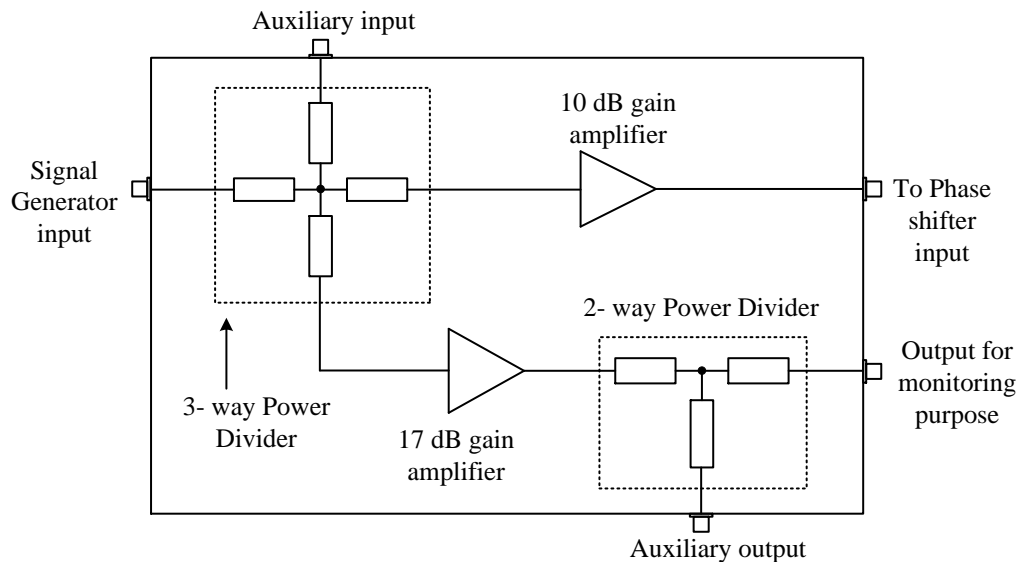 Auxiliary input
10 dB gain
amplifier
Signal
Generator
input
To Phase
shifter
input
2- way Power Divider
Output for
monitoring
purpose
3- way Power
Divider
17 dB gain
amplifier
Auxiliary output